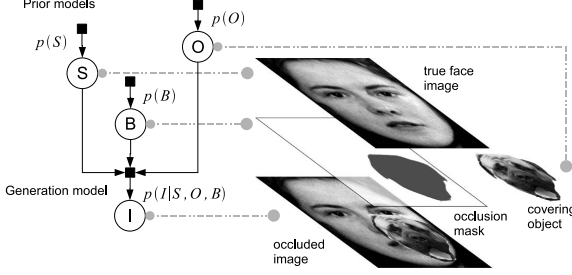 Prior models
p(O)
p(S)
O
S
true face
image
p(B)
B
Generation model
p(I|S,O,B)
I
occlusion
mask
covering
object
occluded
image